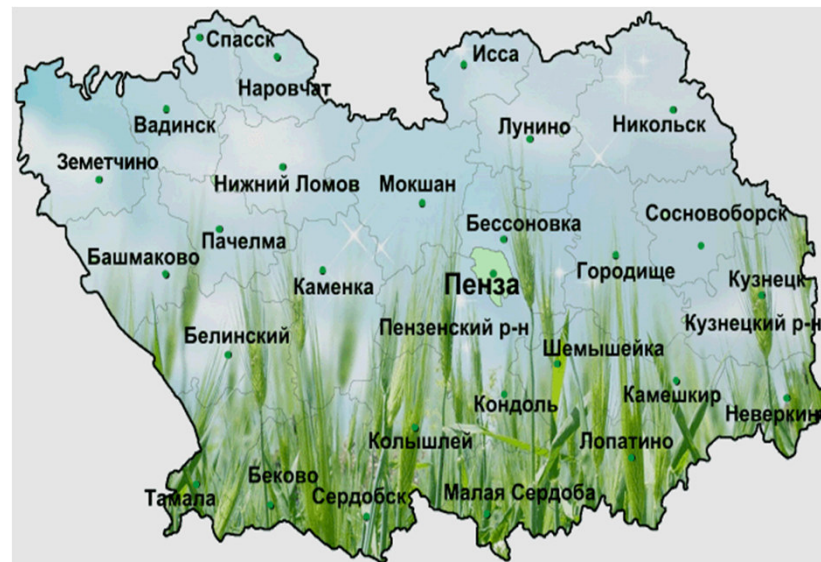 Спасск
Исса
Наровчат
Вадинск
Лунино
Никольск
Земетчино
Нижний Ломов
Мокшан
Сосновоборск
Бессоновка
Пачелма
Башмаково
Городище
Каменка
Пенза
Кузнецк
Пензенский р-н
Кузнецкий р-н
Белинский
Шемышейка
Камешкир
Кондоль
Неверкин
Колышлей
Лопатино
Беково
Тамала
Сердобск
Малая Сердоба